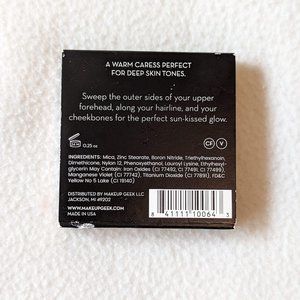 A WARM CARESS PERFECT
FOR DEEP SKIN TONES.
Sweep the outer sides of your upper
forehead, along your hairline, and your
cheekbones for the perfect sun-kissed glow.
0.25 oz
CF V
INGREDIENTS: Mica, Zinc Stearate, Boron Nitride, Triethylhexanoin,
Dimethicone, Nylon 12, Phenoxyethanol, Lauroyl Lysine, Ethylhexyl-
glycerin May Contain: Iron Oxides (CI 77492, CI 77491, CI 77499),
Manganese Violet (CI 77742), Titanium Dioxide (CI 77891), FD&C
Yellow No 5 Lake (CI 19140)
DISTRIBUTED BY MAKEUP GEEK LLC
JACKSON, MI 49202
WWW.MAKEUPGEEK.COM
MADE IN USA
8 41111 10064 3